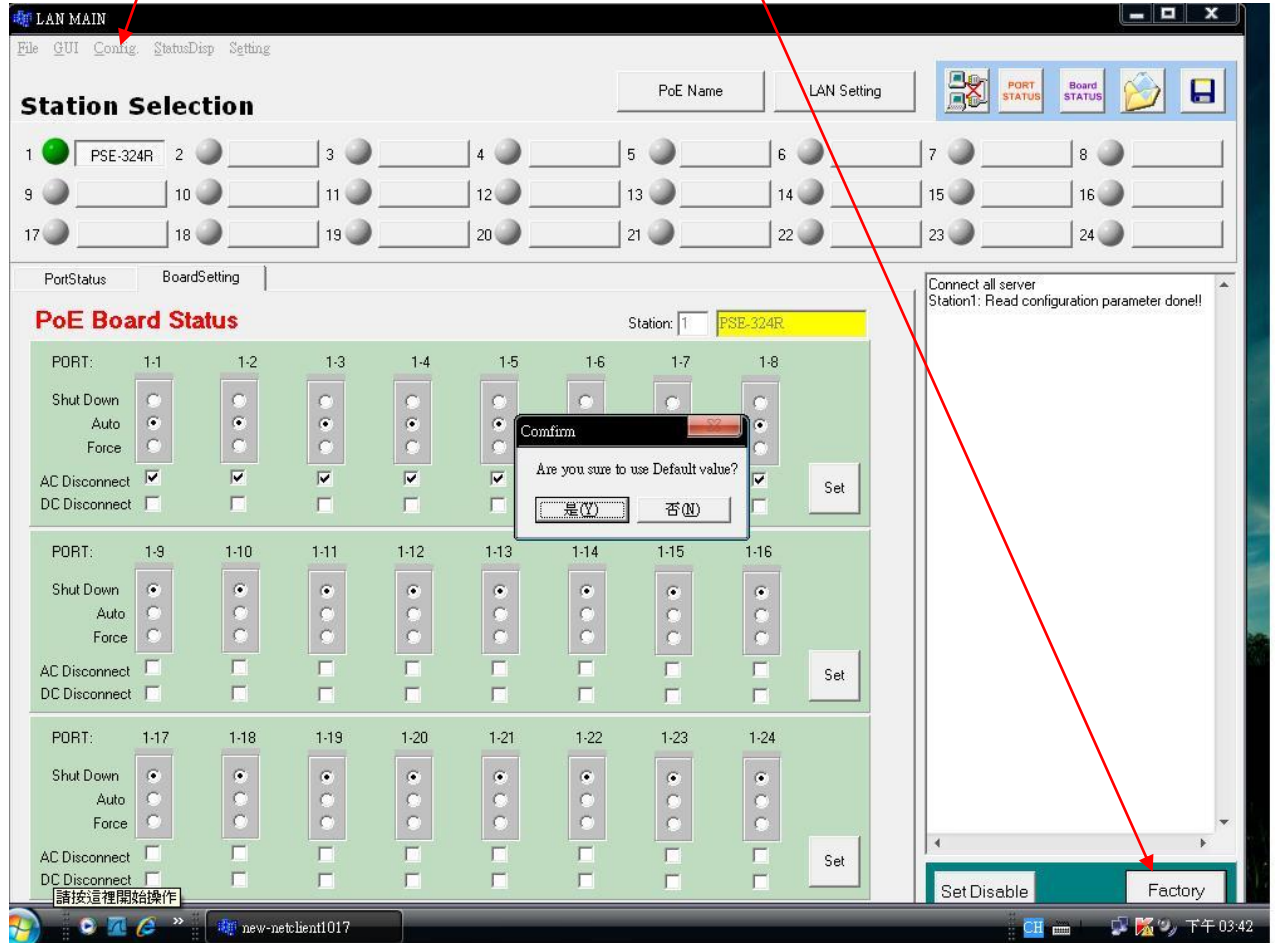 LAN MAIN
File GUI Config. StatusDisp Setting
Station Selection
PoE Name LAN Setting PORT STATUS Board STATUS
1 PSE-324R 2 3 4 5 6 7 8
9 10 11 12 13 14 15 16
17 18 19 20 21 22 23 24
PortStatus BoardSetting
Connect all server
Station1: Read configuration parameter done!!
PoE Board Status
Station: 1 PSE-324R
PORT: 1-1 1-2 1-3 1-4 1-5 1-6 1-7 1-8
Shut Down
Auto
Force
AC Disconnect
DC Disconnect
Set
Comfirm
Are you sure to use Default value?
是(Y) 否(N)
PORT: 1-9 1-10 1-11 1-12 1-13 1-14 1-15 1-16
Shut Down
Auto
Force
AC Disconnect
DC Disconnect
Set
PORT: 1-17 1-18 1-19 1-20 1-21 1-22 1-23 1-24
Shut Down
Auto
Force
AC Disconnect
DC Disconnect
Set
請按這裡開始操作
Set Disable Factory
new-netclient1017
CH 下午 03:42